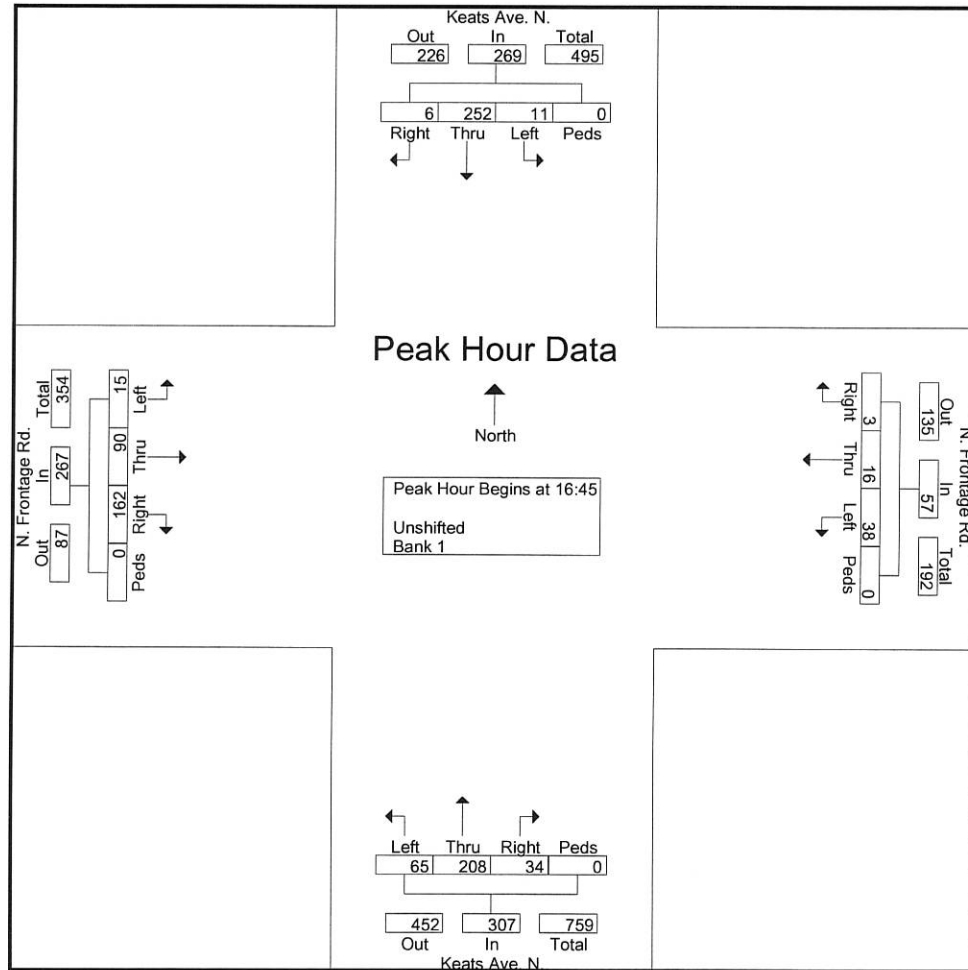 Keats Ave. N.
Out In Total
226 269 495
6 252 11 0
Right Thru Left Peds
Peak Hour Data
North
Peak Hour Begins at 16:45
Unshifted
Bank 1
N. Frontage Rd.
Out In Total
87 267 354
15 90 162 0
Left Thru Right Peds
N. Frontage Rd.
Out In Total
135 57 192
3 16 38 0
Right Thru Left Peds
Left Thru Right Peds
65 208 34 0
452 307 759
Out In Total
Keats Ave. N.